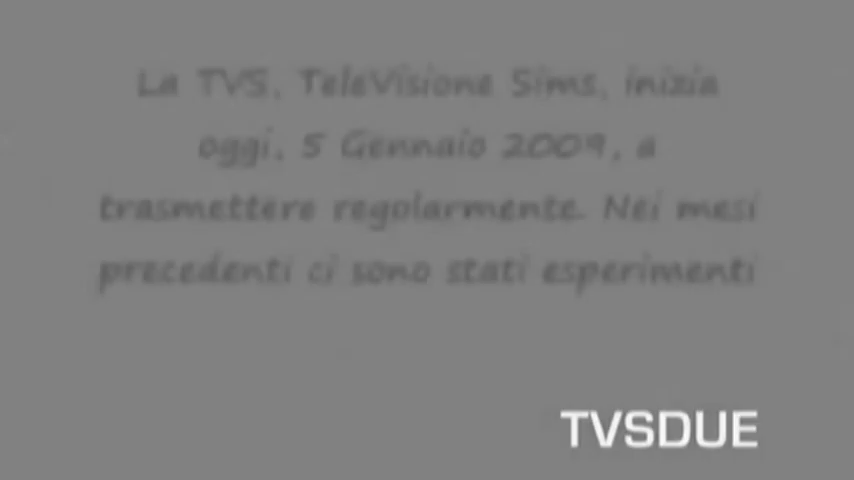 La TVS, TeleVisione Sims, inizia
oggi, 5 Gennaio 2009, a
trasmettere regolarmente. Nei mesi
precedenti ci sono stati esperimenti
TVSDUE